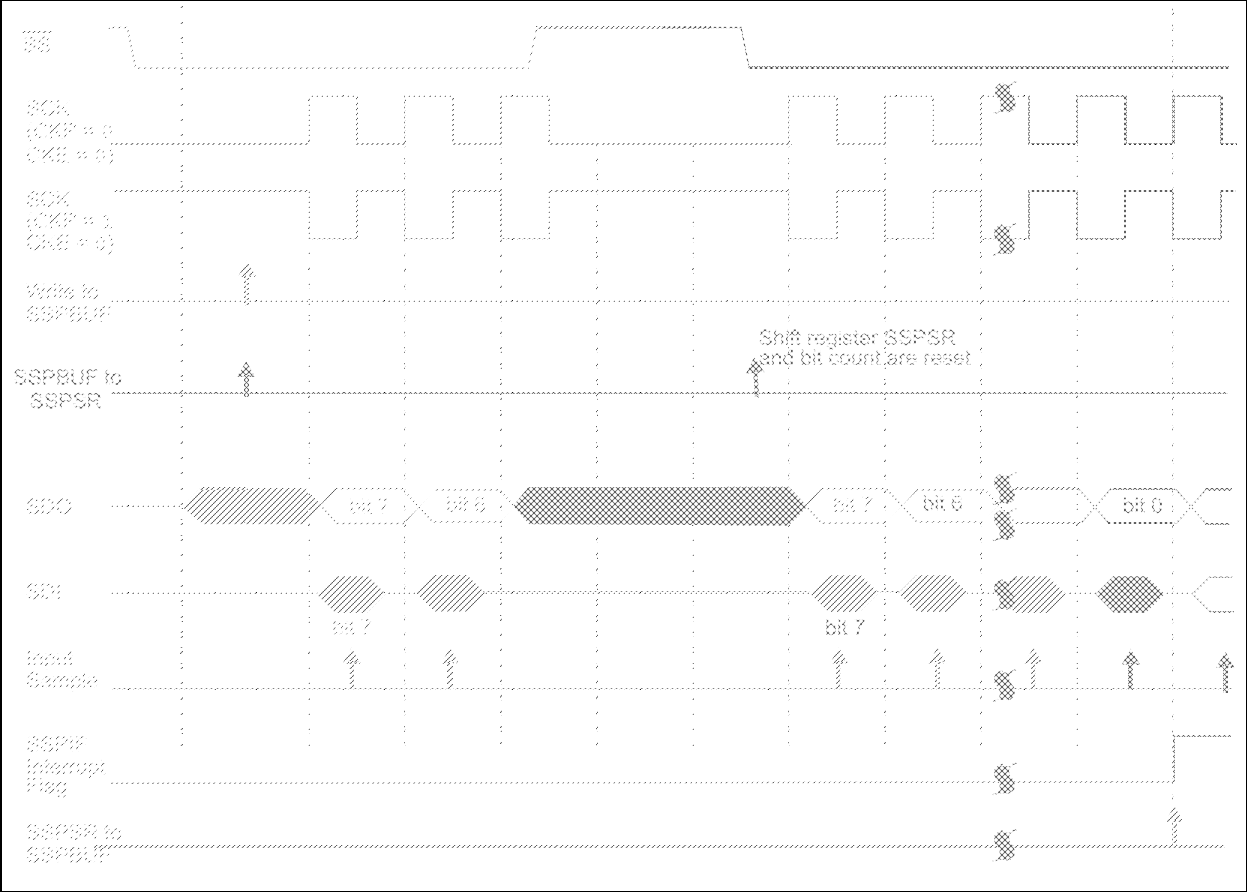 SS
SCK
(CKP = 0
CKE = 0)
SCK
(CKP = 1
CKE = 0)
Write to
SSPBUF
Shift register SSPSR
and bit count are reset
SSPBUF to
SSPSR
SDO
bit 7
bit 6
bit 7
bit 6
bit 0
SDI
bit 7
bit 7
Input
Sample
SSPIF
Interrupt
Flag
SSPSR to
SSPBUF